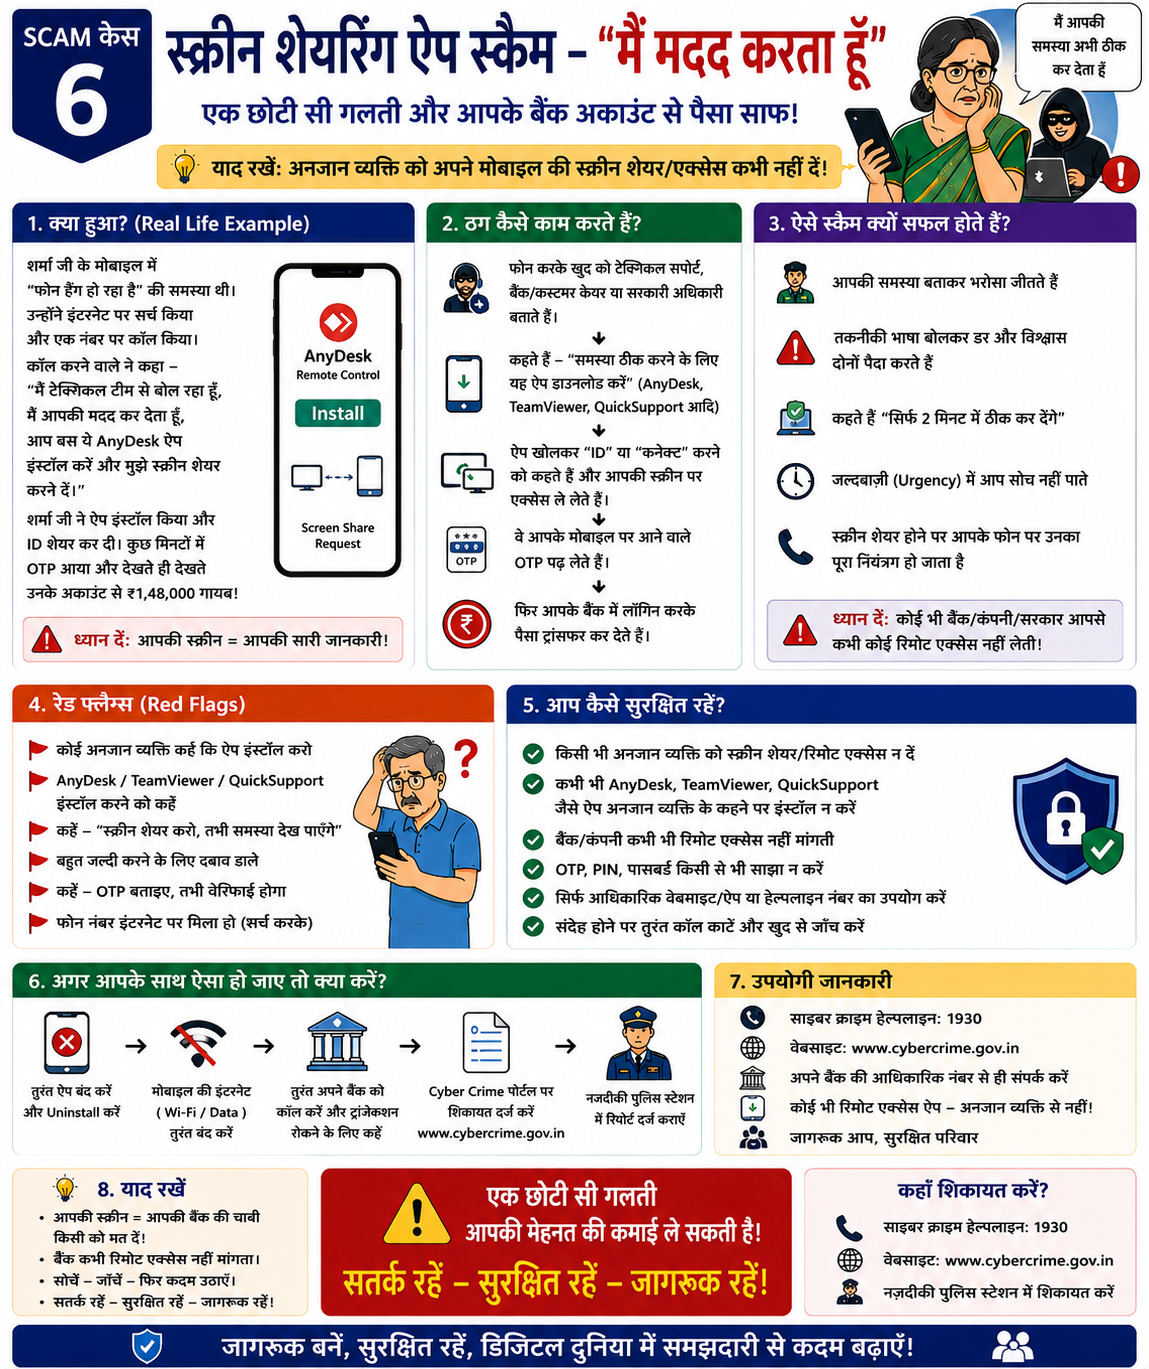 SCAM केस
6
स्क्रीन शेयरिंग ऐप स्कैम – “मैं मदद करता हूँ”
एक छोटी सी गलती और आपके बैंक अकाउंट से पैसा साफ!
याद रखें: अनजान व्यक्ति को अपने मोबाइल की स्क्रीन शेयर/एक्सेस कभी नहीं दें!
मैं आपकी
समस्या अभी ठीक
कर देता हूँ
1. क्या हुआ? (Real Life Example)
शर्मा जी के मोबाइल में
“फोन हैंग हो रहा है” की समस्या थी।
उन्होंने इंटरनेट पर सर्च किया
और एक नंबर पर कॉल किया।
कॉल करने वाले ने कहा –
“मैं टेक्निकल टीम से बोल रहा हूँ,
मैं आपकी मदद कर देता हूँ,
आप बस ये AnyDesk ऐप
इंस्टॉल करें और मुझे स्क्रीन शेयर
करने दें।”
शर्मा जी ने ऐप इंस्टॉल किया और
ID शेयर कर दी। कुछ मिनटों में
OTP आया और देखते ही देखते
उनके अकाउंट से ₹1,48,000 गायब!
AnyDesk
Remote Control
Install
Screen Share
Request
ध्यान दें: आपकी स्क्रीन = आपकी सारी जानकारी!
2. ठग कैसे काम करते हैं?
फोन करके खुद को टेक्निकल सपोर्ट,
बैंक/कस्टमर केयर या सरकारी अधिकारी
बताते हैं।
कहते हैं – “समस्या ठीक करने के लिए
यह ऐप डाउनलोड करें” (AnyDesk,
TeamViewer, QuickSupport आदि)
ऐप खोलकर “ID” या “कनेक्ट” करने
को कहते हैं और आपकी स्क्रीन पर
एक्सेस ले लेते हैं।
OTP
वे आपके मोबाइल पर आने वाले
OTP पढ़ लेते हैं।
फिर आपके बैंक में लॉगिन करके
पैसा ट्रांसफर कर देते हैं।
3. ऐसे स्कैम क्यों सफल होते हैं?
आपकी समस्या बताकर भरोसा जीतते हैं
तकनीकी भाषा बोलकर डर और विश्वास
दोनों पैदा करते हैं
कहते हैं “सिर्फ 2 मिनट में ठीक कर देंगे”
जल्दबाज़ी (Urgency) में आप सोच नहीं पाते
स्क्रीन शेयर होने पर आपके फोन पर उनका
पूरा नियंत्रण हो जाता है
ध्यान दें: कोई भी बैंक/कंपनी/सरकार आपसे
कभी कोई रिमोट एक्सेस नहीं लेती!
4. रेड फ्लैग्स (Red Flags)
कोई अनजान व्यक्ति कहे कि ऐप इंस्टॉल करो
AnyDesk / TeamViewer / QuickSupport
इंस्टॉल करने को कहें
कहें – “स्क्रीन शेयर करो, तभी समस्या देख पाएँगे”
बहुत जल्दी करने के लिए दबाव डाले
कहें – OTP बताइए, तभी वेरिफाई होगा
फोन नंबर इंटरनेट पर मिला हो (सर्च करके)
?
5. आप कैसे सुरक्षित रहें?
किसी भी अनजान व्यक्ति को स्क्रीन शेयर/रिमोट एक्सेस न दें
कभी भी AnyDesk, TeamViewer, QuickSupport
जैसे ऐप अनजान व्यक्ति के कहने पर इंस्टॉल न करें
बैंक/कंपनी कभी भी रिमोट एक्सेस नहीं मांगती
OTP, PIN, पासबर्ड किसी से भी साझा न करें
सिर्फ आधिकारिक वेबसाइट/ऐप या हेल्पलाइन नंबर का उपयोग करें
संदेह होने पर तुरंत कॉल काटें और खुद से जाँच करें
6. अगर आपके साथ ऐसा हो जाए तो क्या करें?
तुरंत ऐप बंद करें
और Uninstall करें
मोबाइल की इंटरनेट
( Wi-Fi / Data )
तुरंत बंद करें
तुरंत अपने बैंक को
कॉल करें और ट्रांजेकशन
रोकने के लिए कहें
Cyber Crime पोर्टल पर
शिकायत दर्ज करें
www.cybercrime.gov.in
नजदीकी पुलिस स्टेशन
में रिपोर्ट दर्ज कराएँ
7. उपयोगी जानकारी
साइबर क्राइम हेल्पलाइन: 1930
वेबसाइट: www.cybercrime.gov.in
अपने बैंक की आधिकारिक नंबर से ही संपर्क करें
कोई भी रिमोट एक्सेस ऐप – अनजान व्यक्ति से नहीं!
जागरूक आप, सुरक्षित परिवार
8. याद रखें
• आपकी स्क्रीन = आपकी बैंक की चाबी
किसी को मत दें!
• बैंक कभी रिमोट एक्सेस नहीं मांगता।
• सोचें – जाँचें – फिर कदम उठाएँ।
• सतर्क रहें – सुरक्षित रहें – जागरूक रहें!
एक छोटी सी गलती
आपकी मेहनत की कमाई ले सकती है!
सतर्क रहें – सुरक्षित रहें – जागरूक रहें!
कहाँ शिकायत करें?
साइबर क्राइम हेल्पलाइन: 1930
वेबसाइट: www.cybercrime.gov.in
नज़दीकी पुलिस स्टेशन में शिकायत करें
जागरूक बनें, सुरक्षित रहें, डिजिटल दुनिया में समझदारी से कदम बढ़ाएँ!